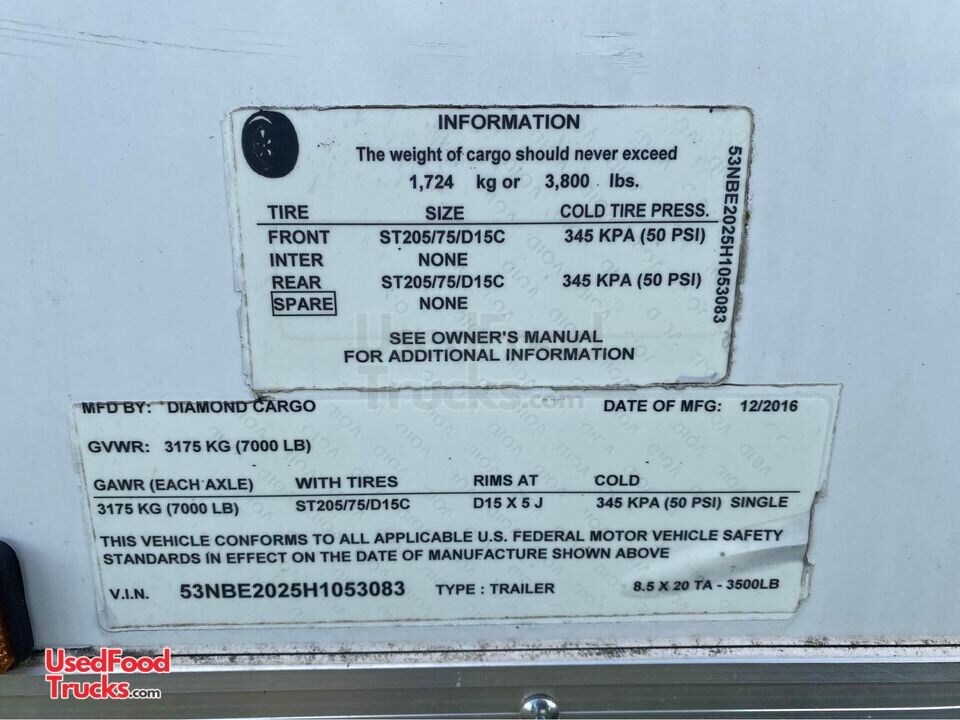 INFORMATION
The weight of cargo should never exceed
1,724 kg or 3,800 lbs.
TIRE SIZE COLD TIRE PRESS.
FRONT ST205/75/D15C 345 KPA (50 PSI)
INTER NONE
REAR ST205/75/D15C 345 KPA (50 PSI)
SPARE NONE
SEE OWNER'S MANUAL
FOR ADDITIONAL INFORMATION
53NBE2025H1053083
UsedFood
Trucks.com
MFD BY: DIAMOND CARGO DATE OF MFG: 12/2016
GVWR: 3175 KG (7000 LB)
GAWR (EACH AXLE) WITH TIRES RIMS AT COLD
3175 KG (7000 LB) ST205/75/D15C D15 X 5 J 345 KPA (50 PSI) SINGLE
THIS VEHICLE CONFORMS TO ALL APPLICABLE U.S. FEDERAL MOTOR VEHICLE SAFETY
STANDARDS IN EFFECT ON THE DATE OF MANUFACTURE SHOWN ABOVE
V.I.N. 53NBE2025H1053083 TYPE : TRAILER 8.5 X 20 TA - 3500LB
UsedFood
Trucks.com